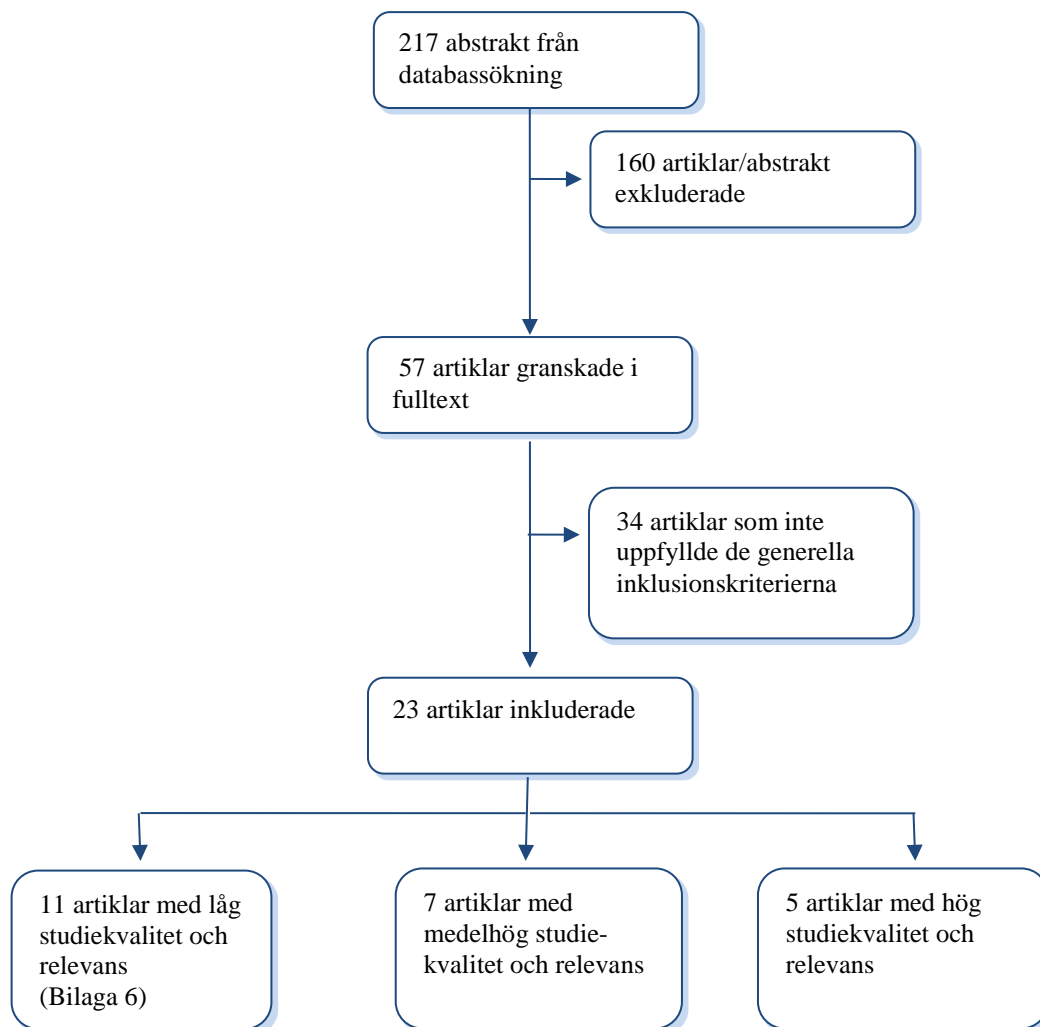 217 abstrakt från
databassökning
160 artiklar/abstrakt
exkluderade
57 artiklar granskade i
fulltext
34 artiklar som inte
uppfyllde de generella
inklusionskriterierna
23 artiklar inkluderade
11 artiklar med låg
studiekvalitet och
relevans
(Bilaga 6)
7 artiklar med
medelhög studie-
kvalitet och relevans
5 artiklar med hög
studiekvalitet och
relevans